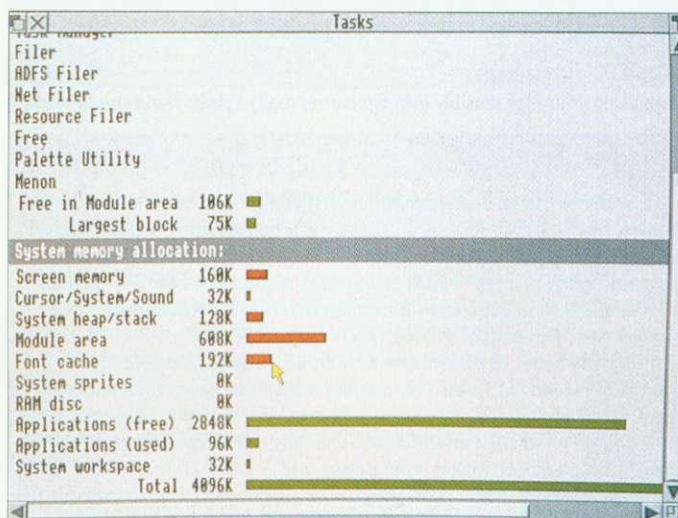 Tasks
Task Manager
Filer
ADFS Filer
Net Filer
Resource Filer
Free
Palette Utility
Menon
Free in Module area 106K
Largest block 75K
System memory allocation:
Screen memory 160K
Cursor/System/Sound 32K
System heap/stack 128K
Module area 608K
Font cache 192K
System sprites 0K
RAM disc 0K
Applications (free) 2848K
Applications (used) 96K
System workspace 32K
Total 4096K